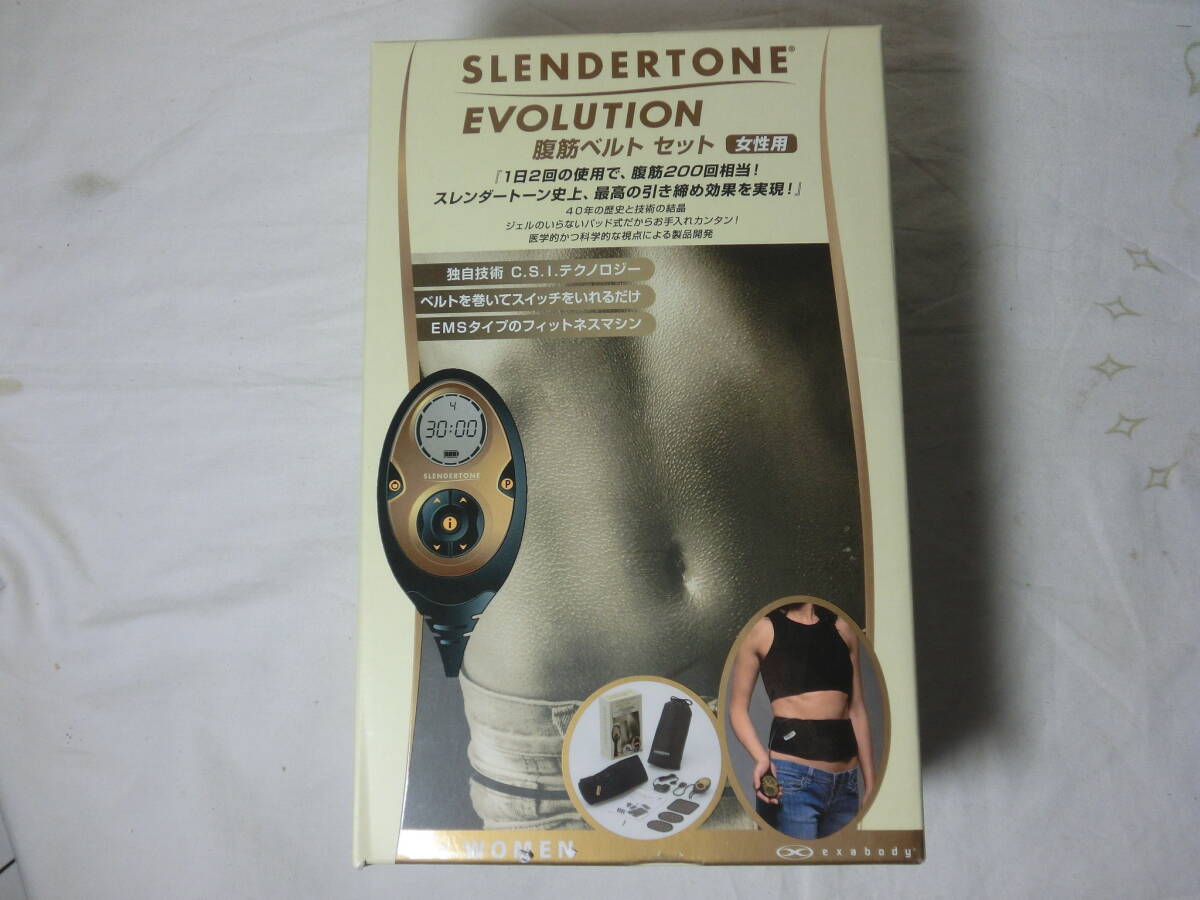 SLENDERTONE®
EVOLUTION
腹筋ベルト セット 女性用
『1日2回の使用で、腹筋200回相当!
スレンダートーン史上、最高の引き締め効果を実現!』
40年の歴史と技術の結晶
ジェルのいらないパッド式だからお手入れカンタン!
医学的かつ科学的な視点による製品開発
独自技術 C.S.I.テクノロジー
ベルトを巻いてスイッチをいれるだけ
EMSタイプのフィットネスマシン
4
30:00
SLENDERTONE
P
i
WOMEN
exabody